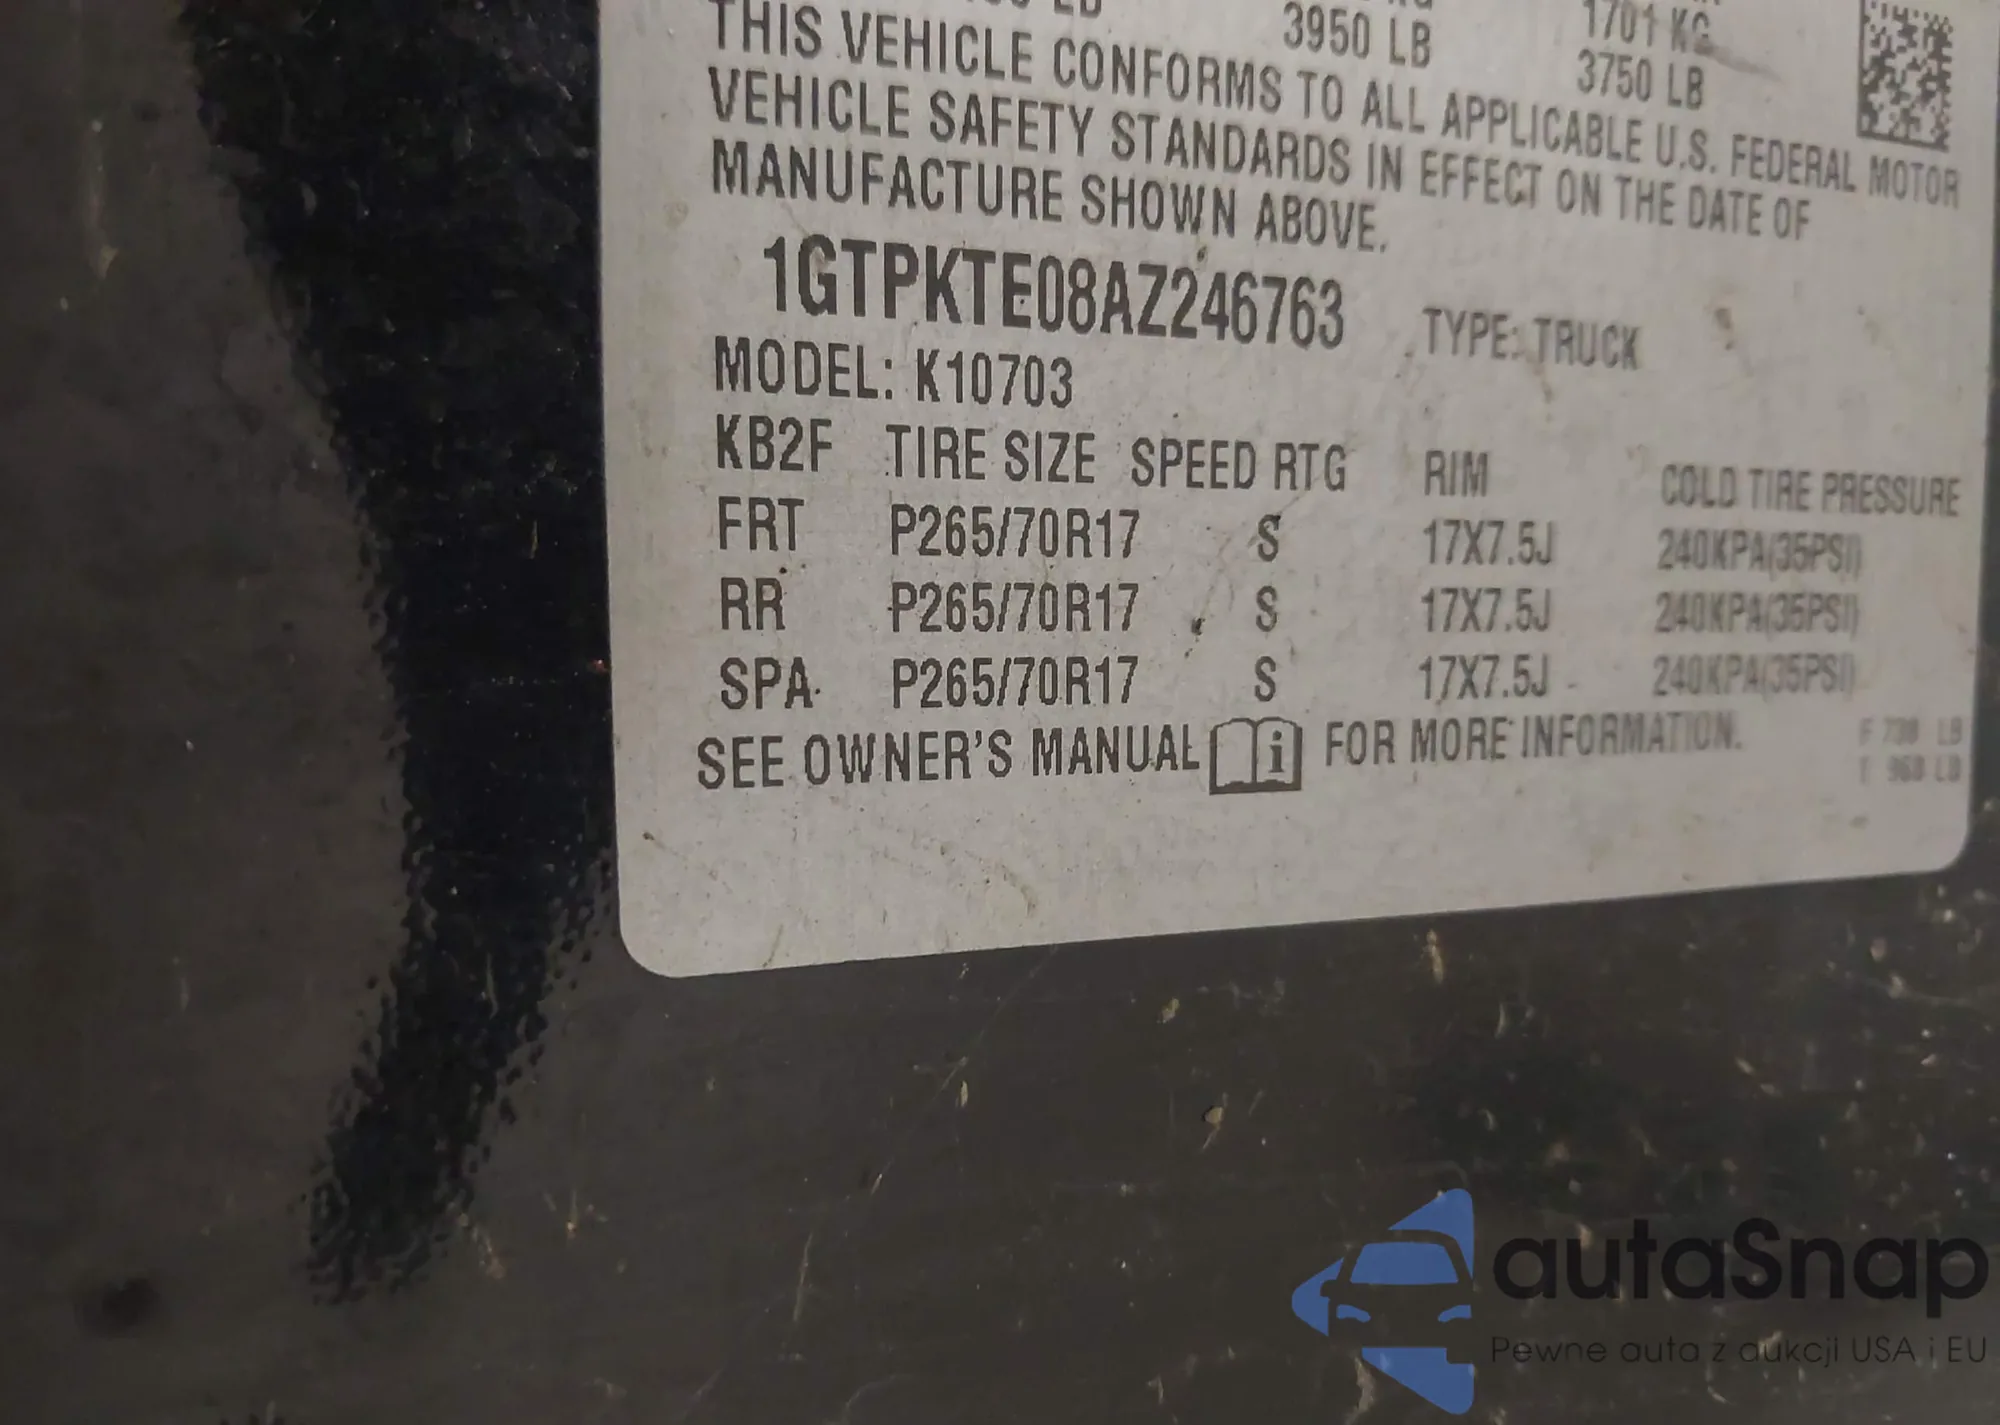 3950 LB
1701 KG
3750 LB
THIS VEHICLE CONFORMS TO ALL APPLICABLE U.S. FEDERAL MOTOR
VEHICLE SAFETY STANDARDS IN EFFECT ON THE DATE OF
MANUFACTURE SHOWN ABOVE.
1GTPKTE08AZ246763 TYPE: TRUCK
MODEL: K10703
KB2F TIRE SIZE SPEED RTG RIM COLD TIRE PRESSURE
FRT P265/70R17 S 17X7.5J 240KPA(35PSI)
RR P265/70R17 S 17X7.5J 240KPA(35PSI)
SPA P265/70R17 S 17X7.5J 240KPA(35PSI)
SEE OWNER'S MANUAL i FOR MORE INFORMATION.
autaSnap
Pewne auta z aukcji USA i EU